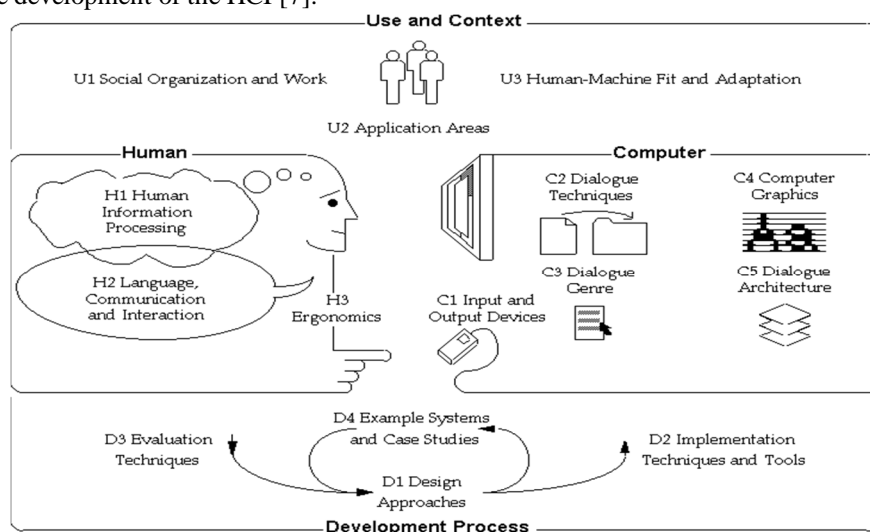 e development of the HCI [7].
Use and Context
U1 Social Organization and Work
U3 Human-Machine Fit and Adaptation
U2 Application Areas
Human
H1 Human
Information
Processing
H2 Language,
Communication
and Interaction
H3
Ergonomics
Computer
C2 Dialogue
Techniques
C4 Computer
Graphics
C3 Dialogue
Genre
C5 Dialogue
Architecture
C1 Input and
Output Devices
D3 Evaluation
Techniques
D4 Example Systems
and Case Studies
D1 Design
Approaches
D2 Implementation
Techniques and Tools
Development Process